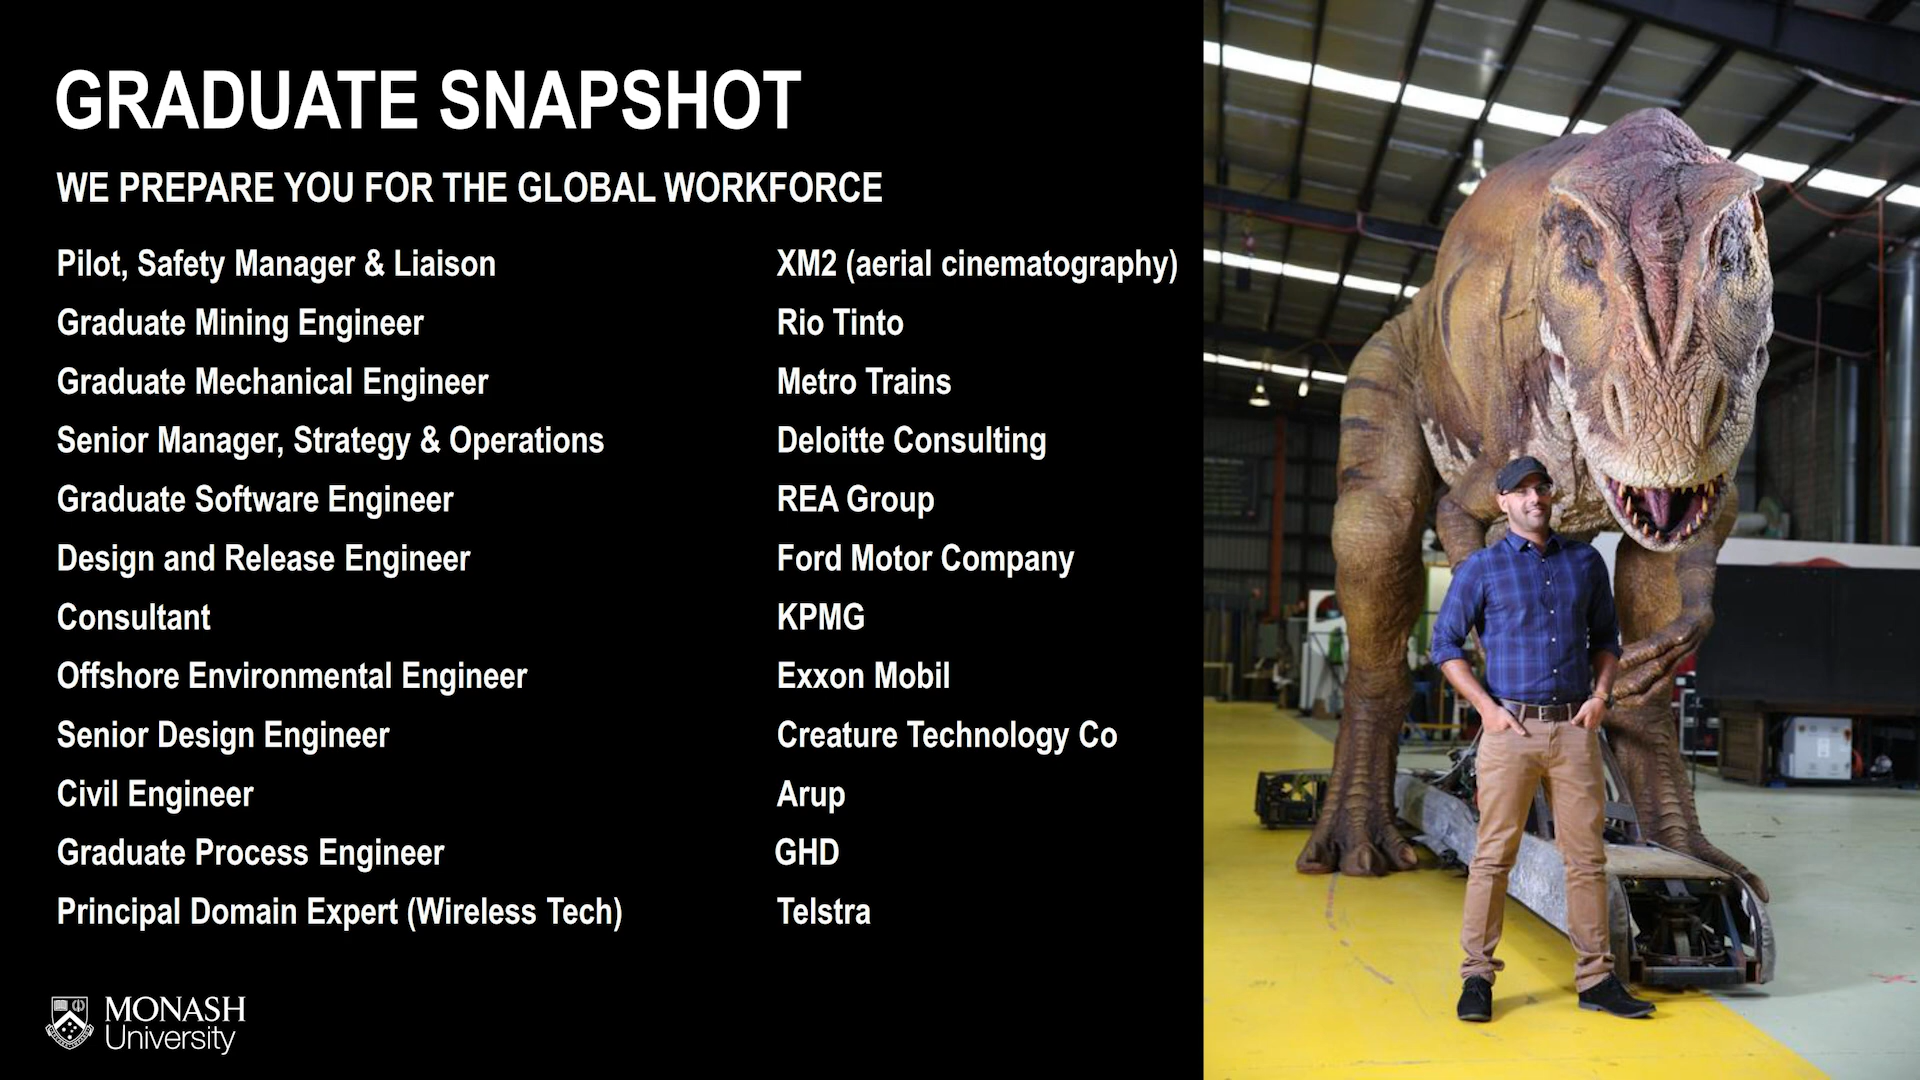 GRADUATE SNAPSHOT
WE PREPARE YOU FOR THE GLOBAL WORKFORCE
Pilot, Safety Manager & Liaison XM2 (aerial cinematography)
Graduate Mining Engineer Rio Tinto
Graduate Mechanical Engineer Metro Trains
Senior Manager, Strategy & Operations Deloitte Consulting
Graduate Software Engineer REA Group
Design and Release Engineer Ford Motor Company
Consultant KPMG
Offshore Environmental Engineer Exxon Mobil
Senior Design Engineer Creature Technology Co
Civil Engineer Arup
Graduate Process Engineer GHD
Principal Domain Expert (Wireless Tech) Telstra
MONASH
University